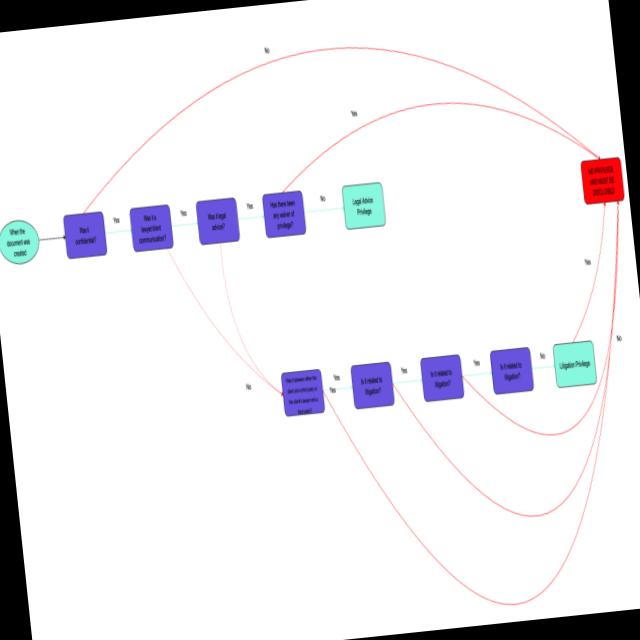 No
Yes
NO PRIVILEGE
AND MUST BE
DISCLOSED
When the
document was
created
Was it
confidential?
Yes
Was it a
lawyer/client
communication?
Yes
Was it legal
advice?
Yes
Has there been
any waiver of
privilege?
No
Legal Advice
Privilege
Yes
No
No
Yes
Yes
Is it related to
litigation?
Yes
Is it related to
litigation?
Yes
Is it related to
litigation?
No
Litigation Privilege